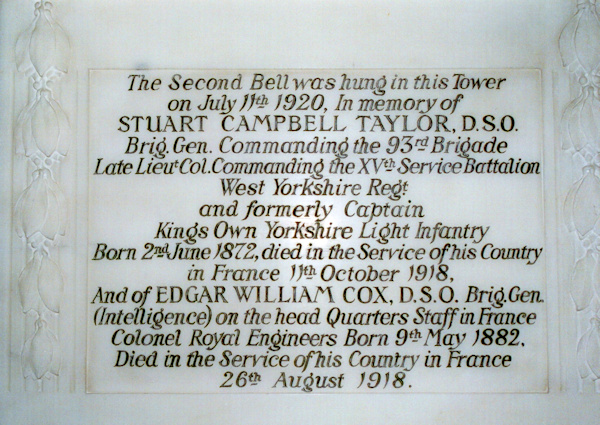 The Second Bell was hung in this Tower
on July 11th 1920, In memory of
STUART CAMPBELL TAYLOR, D.S.O.
Brig. Gen. Commanding the 93rd Brigade
Late Lieut Col. Commanding the XVth Service Battalion
West Yorkshire Regt
and formerly Captain
Kings Own Yorkshire Light Infantry
Born 2nd June 1872, died in the Service of his Country
in France 11th October 1918,
And of EDGAR WILLIAM COX, D.S.O. Brig. Gen.
(Intelligence) on the head Quarters Staff in France
Colonel Royal Engineers Born 9th May 1882,
Died in the Service of his Country in France
26th August 1918.